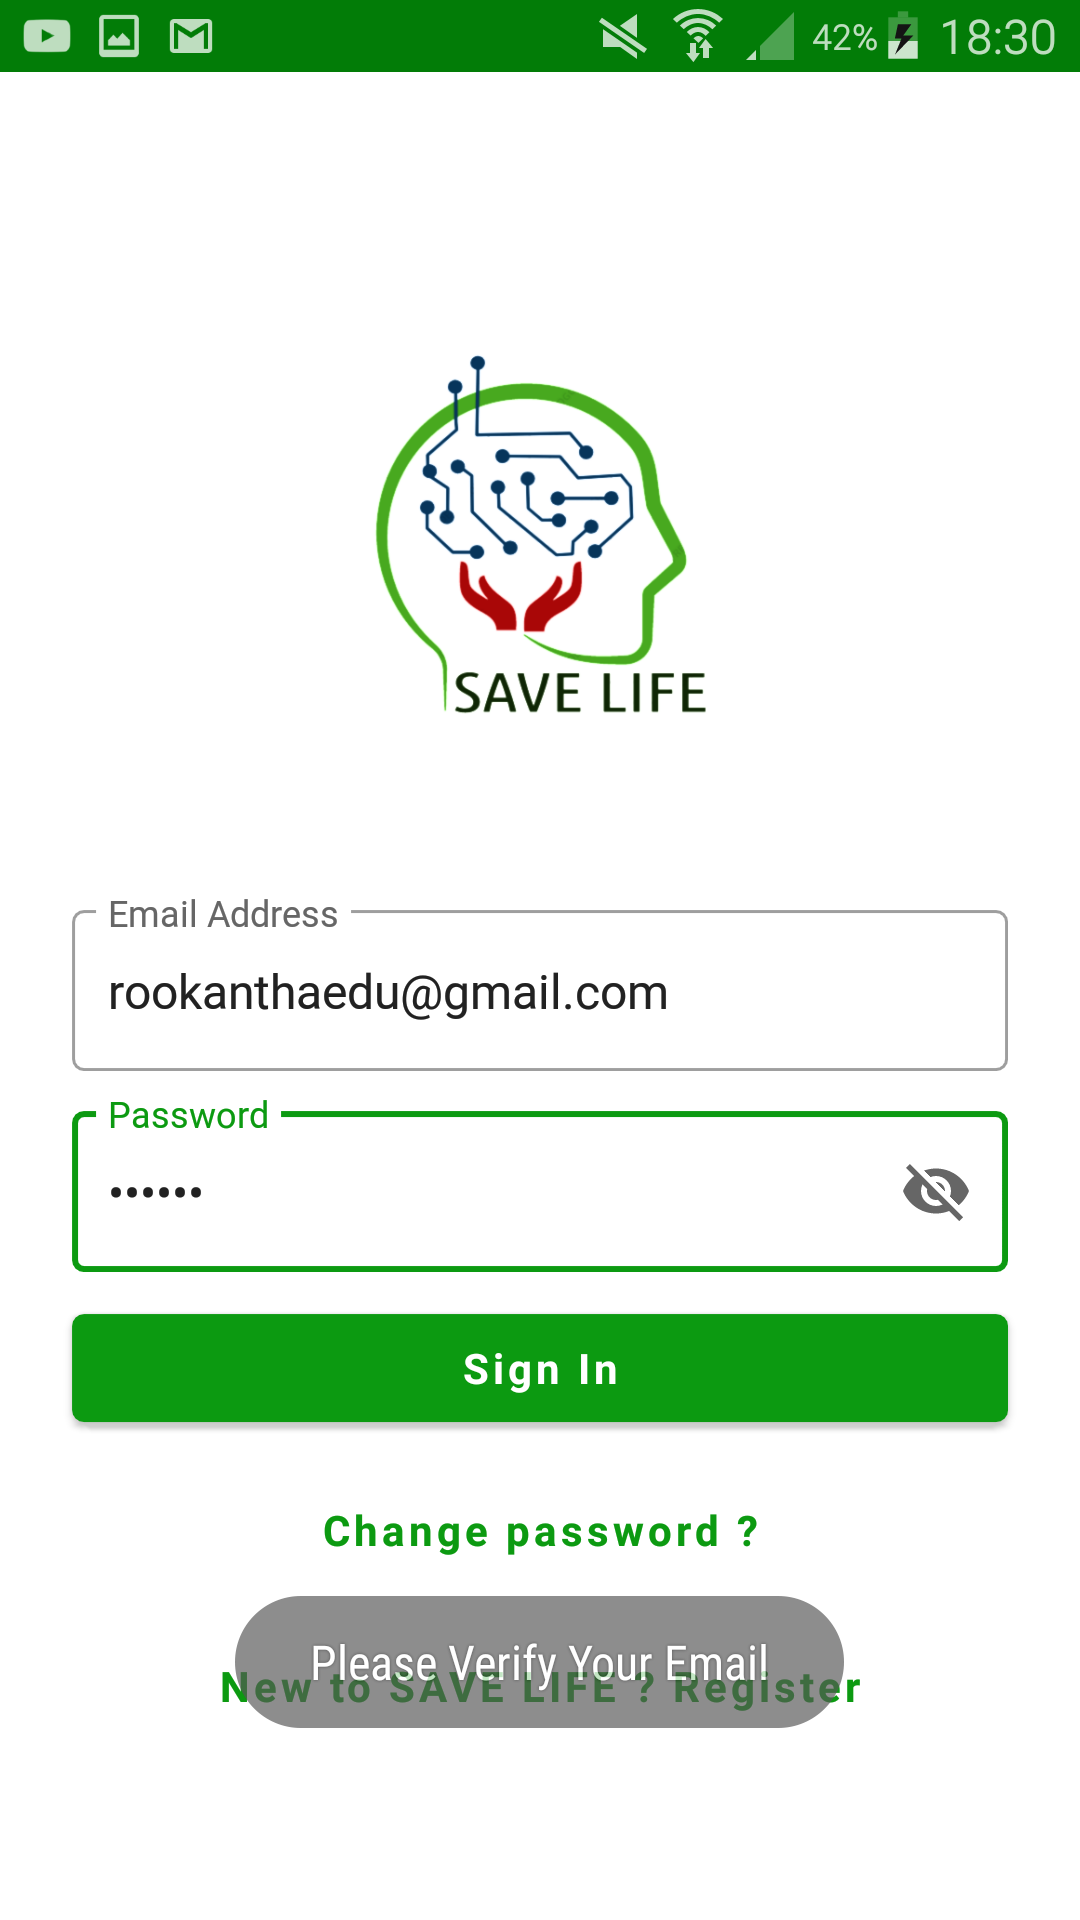 42% 18:30
SAVE LIFE
Email Address
rookanthaedu@gmail.com
Password
••••••
Sign In
Change password ?
Please Verify Your Email
New to SAVE LIFE ? Register